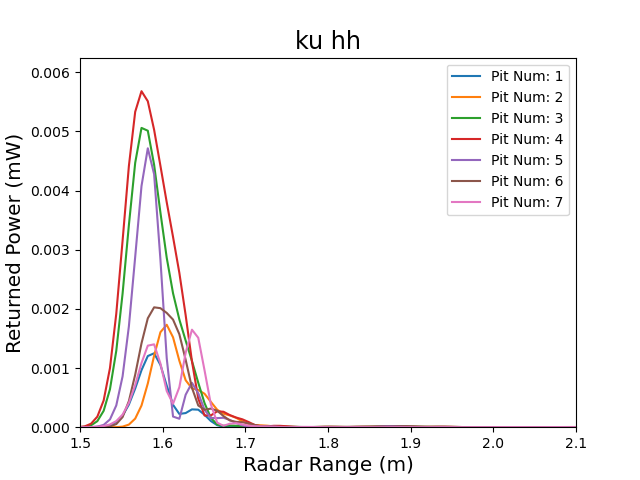 ku hh
0.006
0.005
0.004
0.003
0.002
0.001
0.000
Returned Power (mW)
Pit Num: 1
Pit Num: 2
Pit Num: 3
Pit Num: 4
Pit Num: 5
Pit Num: 6
Pit Num: 7
1.5 1.6 1.7 1.8 1.9 2.0 2.1
Radar Range (m)